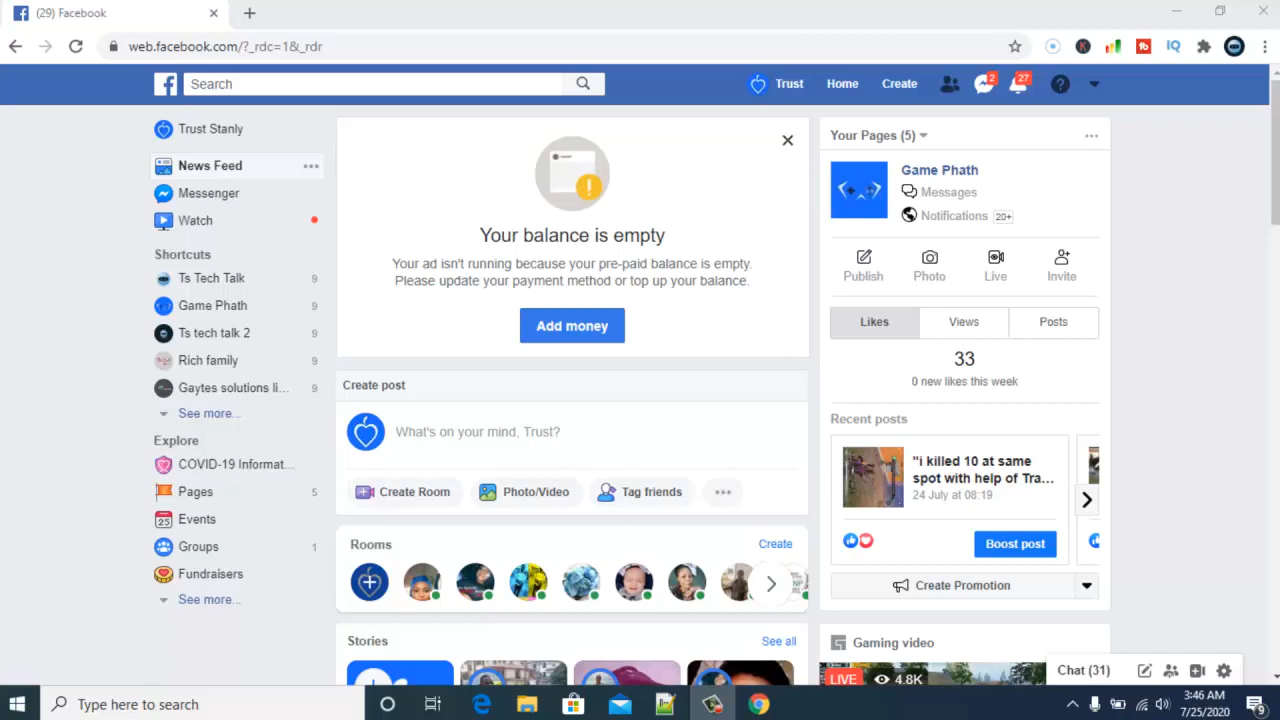 (29) Facebook
web.facebook.com/?_rdc=1&_rdr
IQ
Search
Trust
Home
Create
2
27
Trust Stanly
News Feed
Messenger
Watch
Shortcuts
Ts Tech Talk 9
Game Phath 9
Ts tech talk 2 9
Rich family 9
Gaytes solutions li... 9
See more...
Explore
COVID-19 Informat...
Pages 5
Events
Groups 1
Fundraisers
See more...
Your balance is empty
Your ad isn't running because your pre-paid balance is empty.
Please update your payment method or top up your balance.
Add money
Create post
What's on your mind, Trust?
Create Room
Photo/Video
Tag friends
Rooms
Create
Stories
See all
Your Pages (5)
Game Phath
Messages
Notifications 20+
Publish
Photo
Live
Invite
Likes
Views
Posts
33
0 new likes this week
Recent posts
"i killed 10 at same
spot with help of Tra...
24 July at 08:19
Boost post
Create Promotion
Gaming video
LIVE
4.8K
Chat (31)
Type here to search
3:46 AM
7/25/2020
9